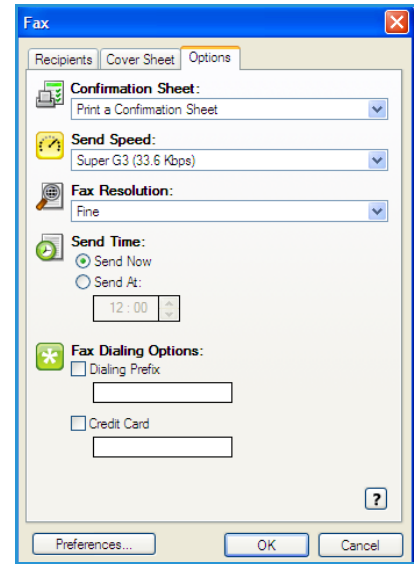 Fax
Recipients Cover Sheet Options
Confirmation Sheet:
Print a Confirmation Sheet
Send Speed:
Super G3 (33.6 Kbps)
Fax Resolution:
Fine
Send Time:
Send Now
Send At:
12 : 00
Fax Dialing Options:
Dialing Prefix
Credit Card
?
Preferences... OK Cancel